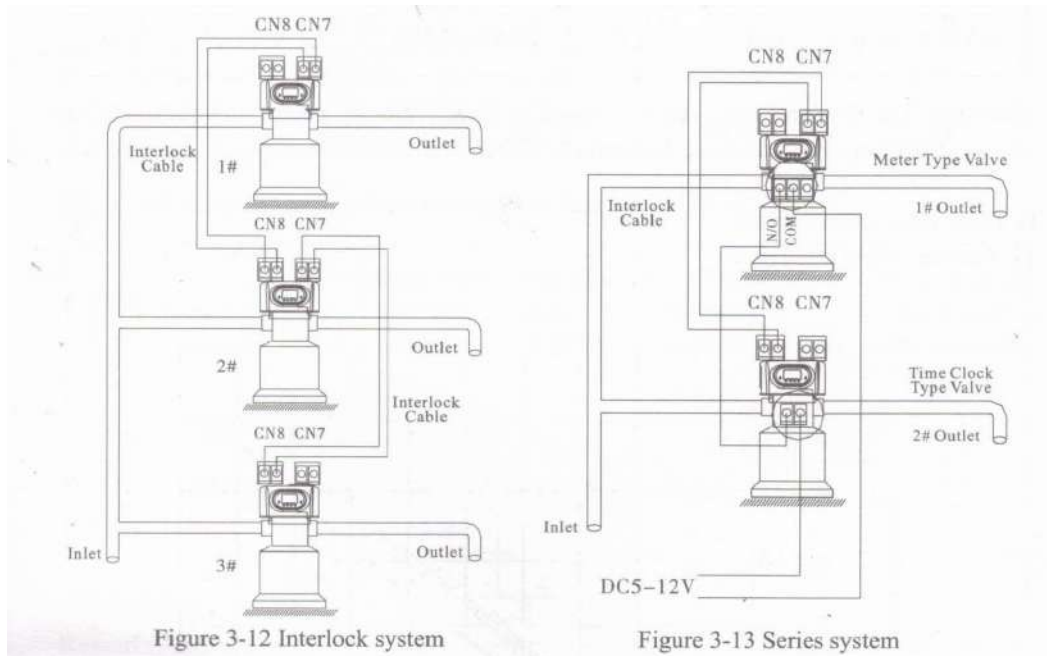 CN8 CN7
Interlock
Cable
1#
Outlet
CN8 CN7
2#
Outlet
Interlock
Cable
CN8 CN7
Inlet
3#
Outlet
Figure 3-12 Interlock system
CN8 CN7
Meter Type Valve
Interlock
Cable
N/O
COM
1# Outlet
CN8 CN7
Time Clock
Type Valve
2# Outlet
Inlet
DC5-12V
Figure 3-13 Series system